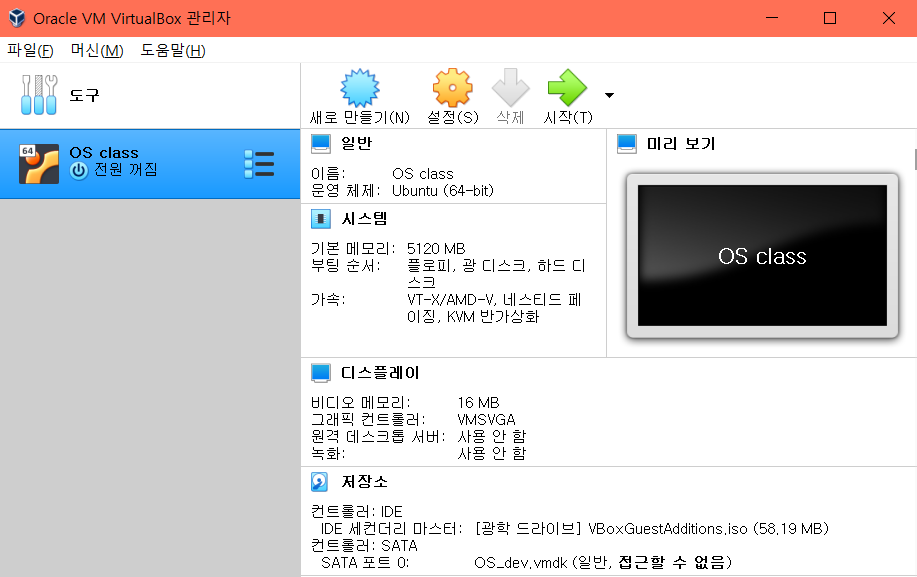 Oracle VM VirtualBox 관리자
파일(F) 머신(M) 도움말(H)
도구
새로 만들기(N) 설정(S) 삭제 시작(T)
64
OS class
전원 꺼짐
일반
이름: OS class
운영 체제: Ubuntu (64-bit)
미리 보기
OS class
시스템
기본 메모리: 5120 MB
부팅 순서: 플로피, 광 디스크, 하드 디
스크
가속: VT-X/AMD-V, 네스티드 페
이징, KVM 반가상화
디스플레이
비디오 메모리: 16 MB
그래픽 컨트롤러: VMSVGA
원격 데스크톱 서버: 사용 안 함
녹화: 사용 안 함
저장소
컨트롤러: IDE
IDE 세컨더리 마스터: [광학 드라이브] VBoxGuestAdditions.iso (58.19 MB)
컨트롤러: SATA
SATA 포트 0: OS_dev.vmdk (일반, 접근할 수 없음)